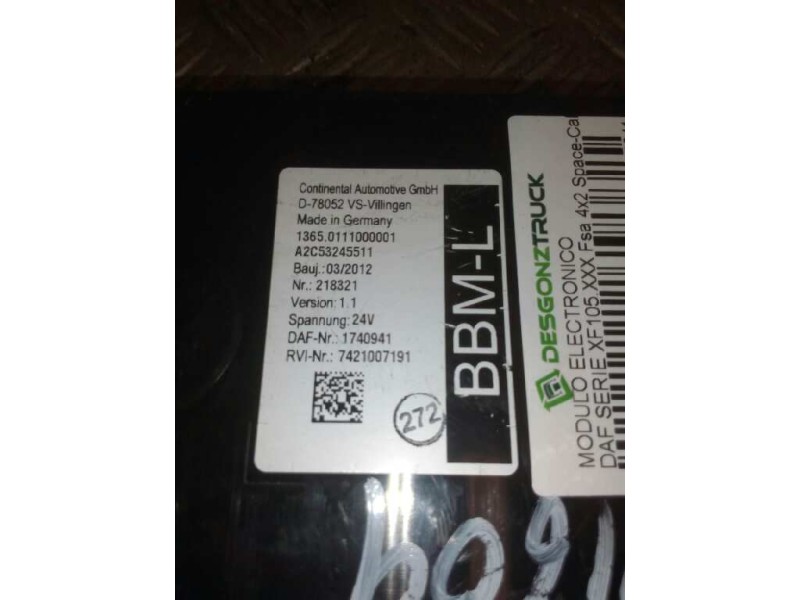 Continental Automotive GmbH
D-78052 VS-Villingen
Made in Germany
1365.0111000001
A2C53245511
Bauj.:03/2012
Nr.: 218321
Version: 1.1
Spannung: 24V
DAF-Nr.: 1740941
RVI-Nr.: 7421007191
272
BBM-L
DESGONZTRUCK
MODULO ELECTRONICO
DAF SERIE XF105.XXX Fsa 4x2 Space-Ca